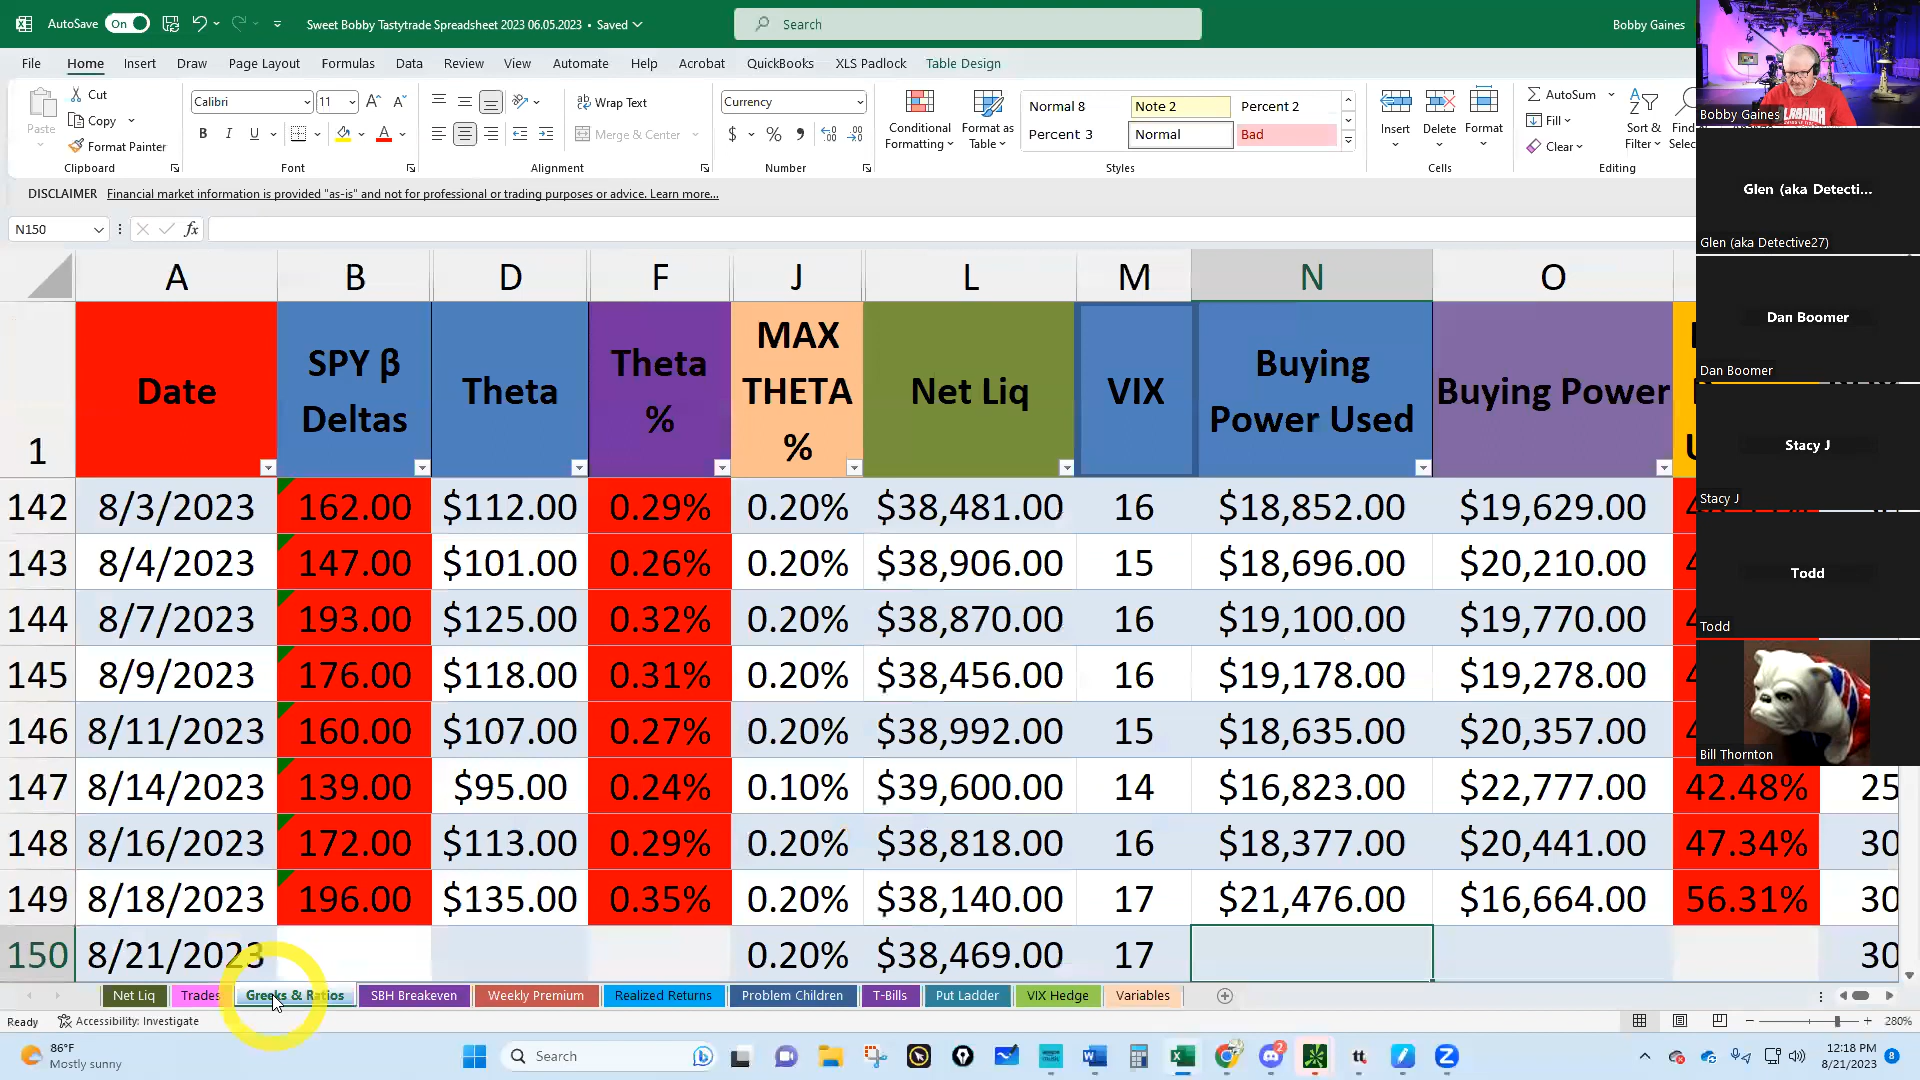 AutoSave On Sweet Bobby Tastytrade Spreadsheet 2023 06.05.2023 • Saved Search Bobby Gaines
File Home Insert Draw Page Layout Formulas Data Review View Automate Help Acrobat QuickBooks XLS Padlock Table Design
Paste
Cut
Copy
Format Painter
Clipboard
Calibri 11
B I U
Font
Wrap Text
Merge & Center
Alignment
Currency
$ % 9
Number
Conditional Formatting
Format as Table
Normal 8 Note 2 Percent 2
Percent 3 Normal Bad
Styles
Insert Delete Format
Cells
AutoSum
Fill
Clear
Sort & Filter
Editing
DISCLAIMER Financial market information is provided "as-is" and not for professional or trading purposes or advice. Learn more...
N150 fx
A B D F J L M N O
1 Date SPY β Deltas Theta Theta % MAX THETA % Net Liq VIX Buying Power Used Buying Power
142 8/3/2023 162.00 $112.00 0.29% 0.20% $38,481.00 16 $18,852.00 $19,629.00
143 8/4/2023 147.00 $101.00 0.26% 0.20% $38,906.00 15 $18,696.00 $20,210.00
144 8/7/2023 193.00 $125.00 0.32% 0.20% $38,870.00 16 $19,100.00 $19,770.00
145 8/9/2023 176.00 $118.00 0.31% 0.20% $38,456.00 16 $19,178.00 $19,278.00
146 8/11/2023 160.00 $107.00 0.27% 0.20% $38,992.00 15 $18,635.00 $20,357.00
147 8/14/2023 139.00 $95.00 0.24% 0.10% $39,600.00 14 $16,823.00 $22,777.00 42.48% 25
148 8/16/2023 172.00 $113.00 0.29% 0.20% $38,818.00 16 $18,377.00 $20,441.00 47.34% 30
149 8/18/2023 196.00 $135.00 0.35% 0.20% $38,140.00 17 $21,476.00 $16,664.00 56.31% 30
150 8/21/2023 0.20% $38,469.00 17 30
Net Liq Trades Greeks & Ratios SBH Breakeven Weekly Premium Realized Returns Problem Children T-Bills Put Ladder VIX Hedge Variables
Ready Accessibility: Investigate 280%
86°F
Mostly sunny
Search
2
tt
12:18 PM
8/21/2023
8
Bobby Gaines
Glen (aka Detecti...
Glen (aka Detective27)
Dan Boomer
Dan Boomer
Stacy J
Stacy J
Todd
Todd
Bill Thornton